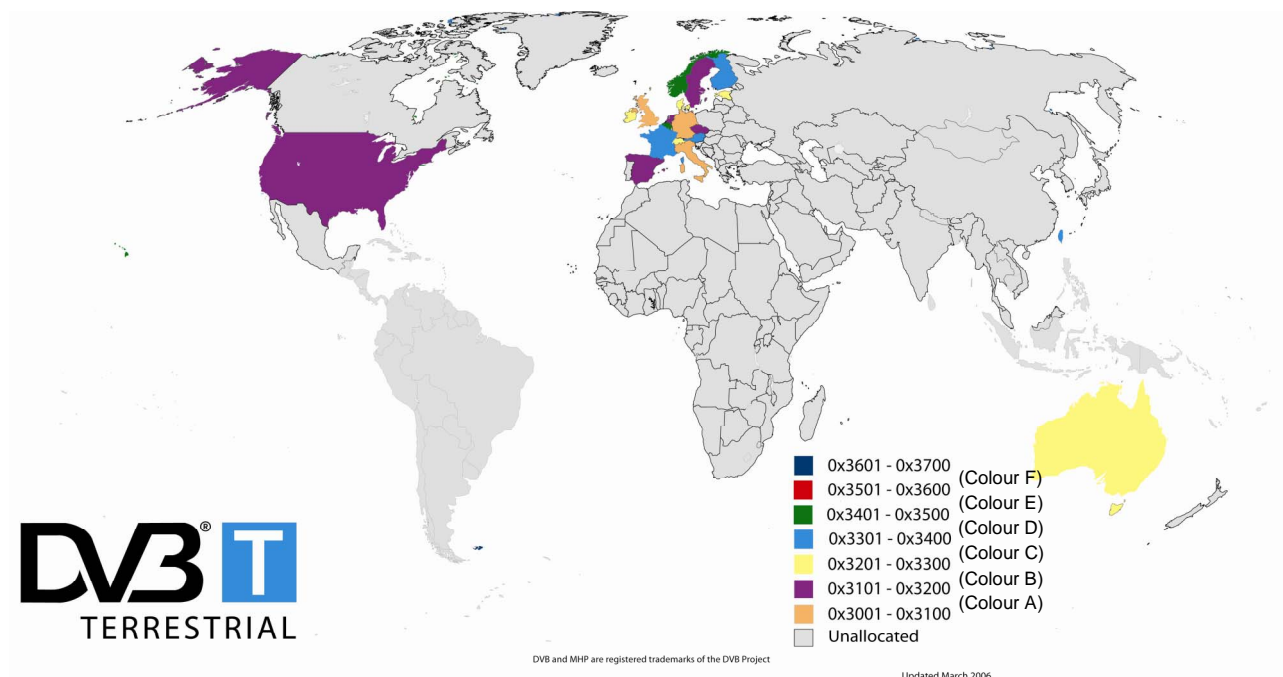 0x3601 - 0x3700
(Colour F)
0x3501 - 0x3600
(Colour E)
0x3401 - 0x3500
(Colour D)
0x3301 - 0x3400
(Colour C)
0x3201 - 0x3300
(Colour B)
0x3101 - 0x3200
(Colour A)
0x3001 - 0x3100
Unallocated
DVB® T
TERRESTRIAL
DVB and MHP are registered trademarks of the DVB Project
Updated March 2006